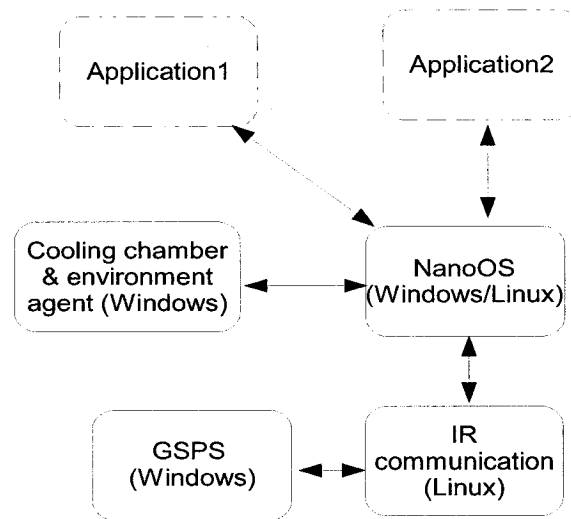 Application1
Application2
Cooling chamber
& environment
agent (Windows)
NanoOS
(Windows/Linux)
GSPS
(Windows)
IR
communication
(Linux)